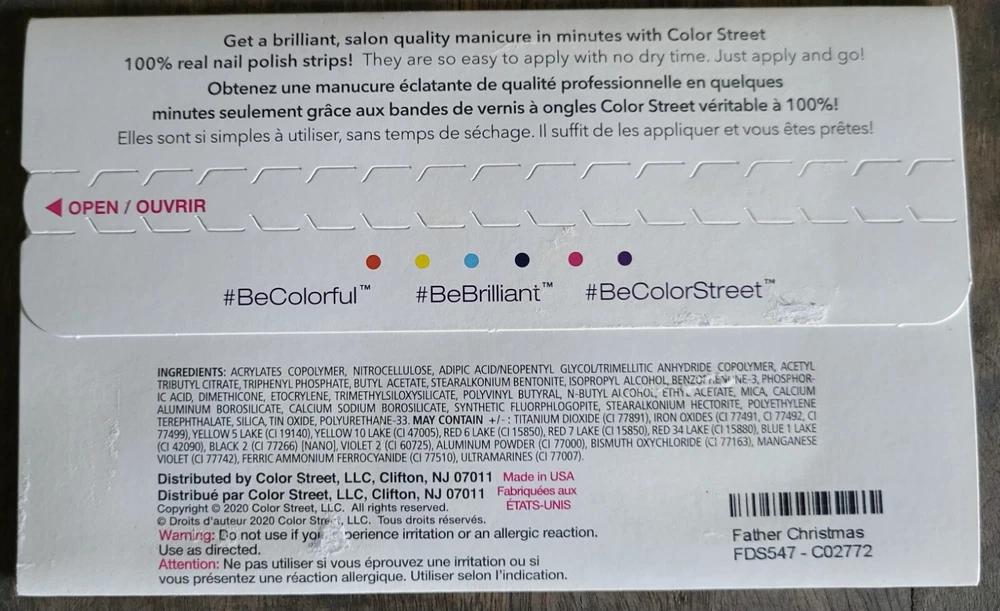 Get a brilliant, salon quality manicure in minutes with Color Street
100% real nail polish strips! They are so easy to apply with no dry time. Just apply and go!
Obtenez une manucure éclatante de qualité professionnelle en quelques
minutes seulement grâce aux bandes de vernis à ongles Color Street véritable à 100%!
Elles sont si simples à utiliser, sans temps de séchage. Il suffit de les appliquer et vous êtes prêtes!
OPEN / OUVRIR
#BeColorful™ #BeBrilliant™ #BeColorStreet™
INGREDIENTS: ACRYLATES COPOLYMER, NITROCELLULOSE, ADIPIC ACID/NEOPENTYL GLYCOL/TRIMELLITIC ANHYDRIDE COPOLYMER, ACETYL
TRIBUTYL CITRATE, TRIPHENYL PHOSPHATE, BUTYL ACETATE, STEARALKONIUM BENTONITE, ISOPROPYL ALCOHOL, PHOSPHOR-
IC ACID, DIMETHICONE, ETOCRYLENE, TRIMETHYLSILOXYSILICATE, POLYVINYL BUTYRAL, N-BUTYL ALCOHOL, ETHYL ACETATE, MICA, CALCIUM
ALUMINUM BOROSILICATE, CALCIUM SODIUM BOROSILICATE, SYNTHETIC FLUORPHLOGOPITE, STEARALKONIUM HECTORITE, POLYETHYLENE
TEREPHTHALATE, SILICA, TIN OXIDE, POLYURETHANE-33. MAY CONTAIN +/- : TITANIUM DIOXIDE (CI 77891), IRON OXIDES (CI 77491, CI 77492, CI
77499), YELLOW 5 LAKE (CI 19140), YELLOW 10 LAKE (CI 47005), RED 6 LAKE (CI 15850), RED 7 LAKE (CI 15850), RED 34 LAKE (CI 15880), BLUE 1 LAKE
(CI 42090), BLACK 2 (CI 77266) [NANO], VIOLET 2 (CI 60725), ALUMINUM POWDER (CI 77000), BISMUTH OXYCHLORIDE (CI 77163), MANGANESE
VIOLET (CI 77742), FERRIC AMMONIUM FERROCYANIDE (CI 77510), ULTRAMARINES (CI 77007).
Distributed by Color Street, LLC, Clifton, NJ 07011 Made in USA
Distribué par Color Street, LLC, Clifton, NJ 07011 Fabriquées aux
Copyright © 2020 Color Street, LLC. All rights reserved. ÉTATS-UNIS
© Droits d'auteur 2020 Color Street, LLC. Tous droits réservés.
Warning: Do not use if you experience irritation or an allergic reaction.
Use as directed.
Attention: Ne pas utiliser si vous éprouvez une irritation ou si
vous présentez une réaction allergique. Utiliser selon l'indication.
Father Christmas
FDS547 - C02772